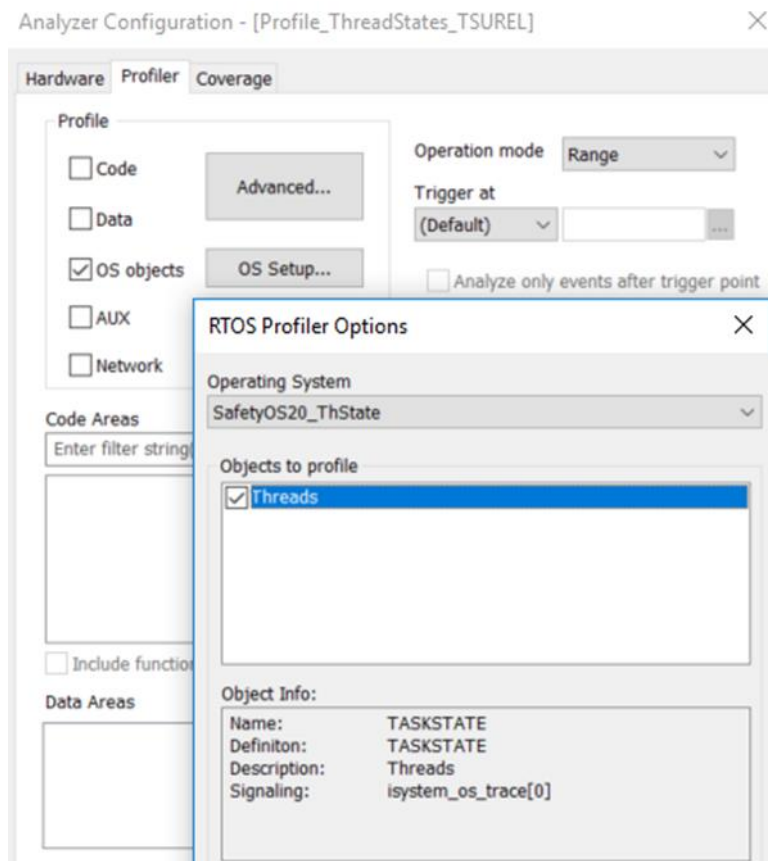 Analyzer Configuration - [Profile_ThreadStates_TSUREL]
Hardware Profiler Coverage
Profile
Code
Advanced...
Data
OS objects
OS Setup...
AUX
Network
Operation mode Range
Trigger at
(Default) ...
Analyze only events after trigger point
Code Areas
Enter filter string(
Include function
Data Areas
RTOS Profiler Options
Operating System
SafetyOS20_ThState
Objects to profile
Threads
Object Info:
Name: TASKSTATE
Definiton: TASKSTATE
Description: Threads
Signaling: isystem_os_trace[0]